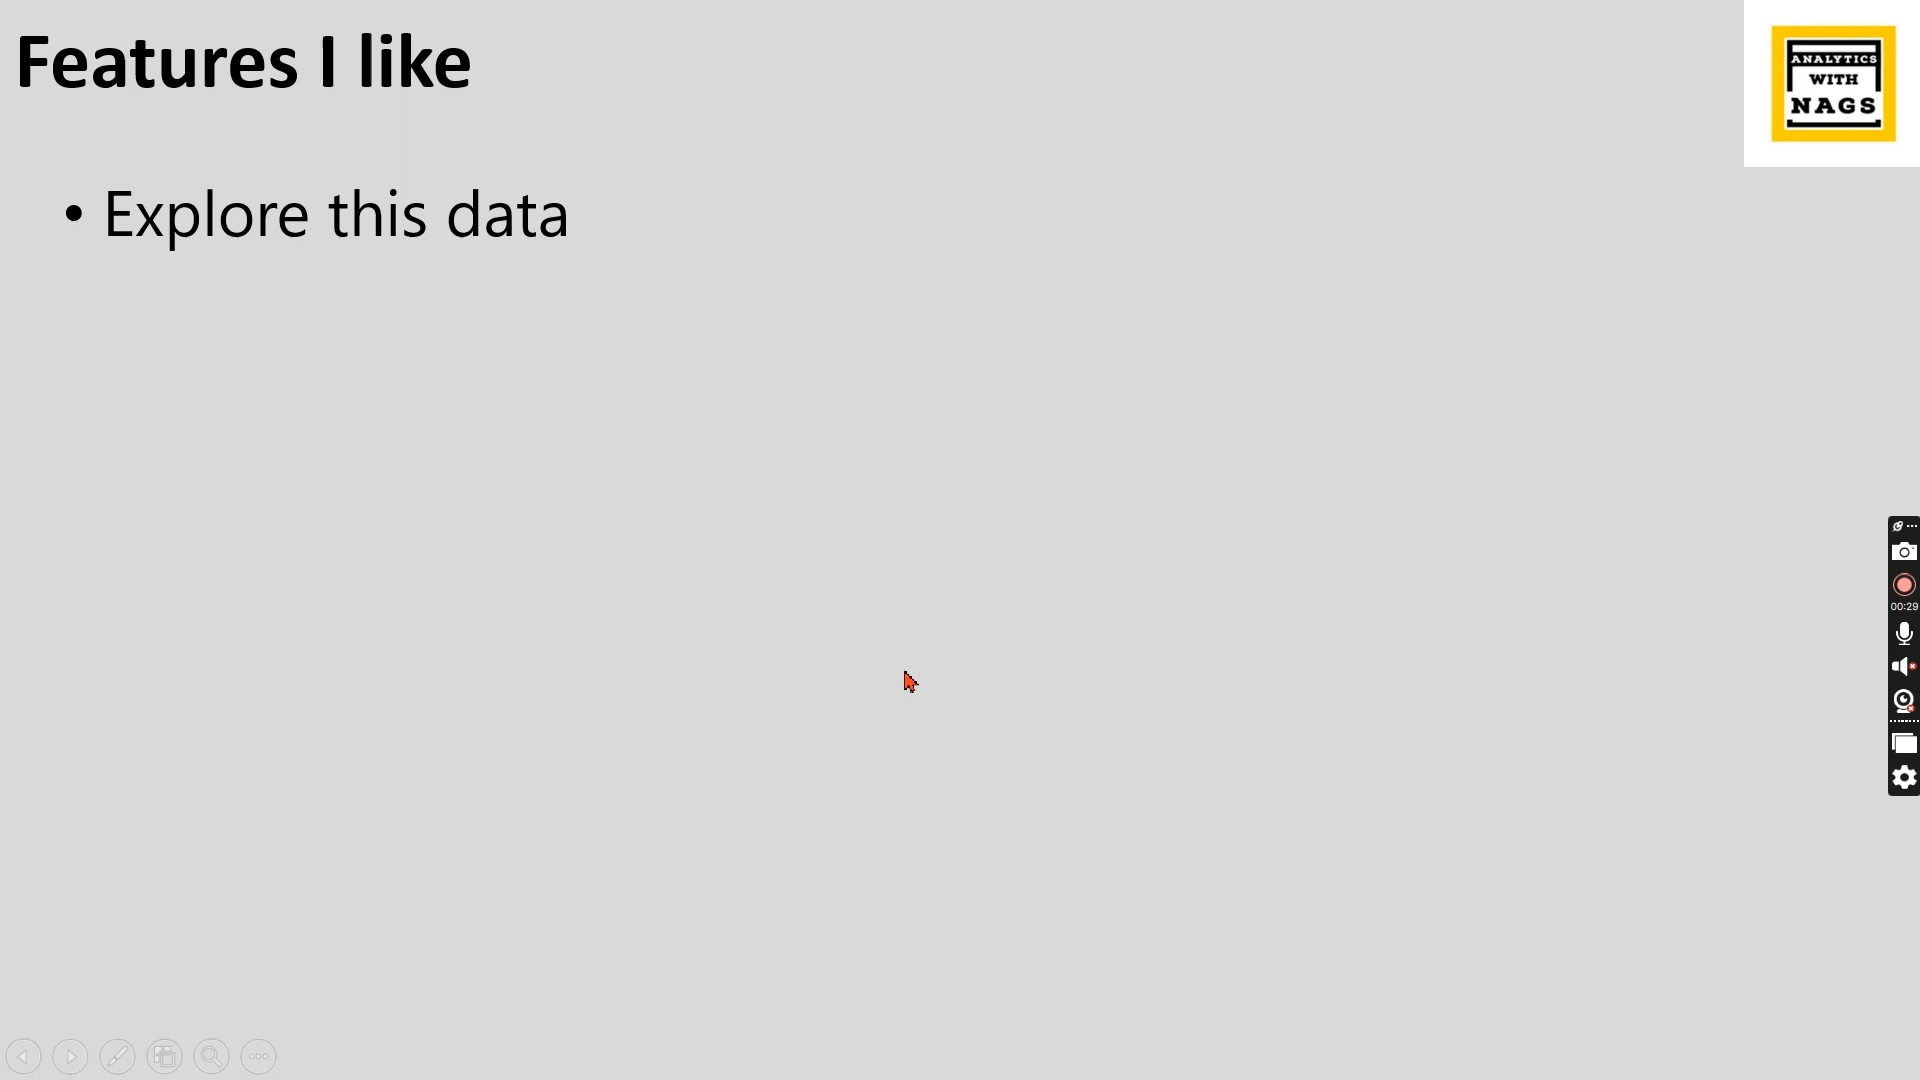 Features I like
ANALYTICS
WITH
NAGS
• Explore this data
00:29